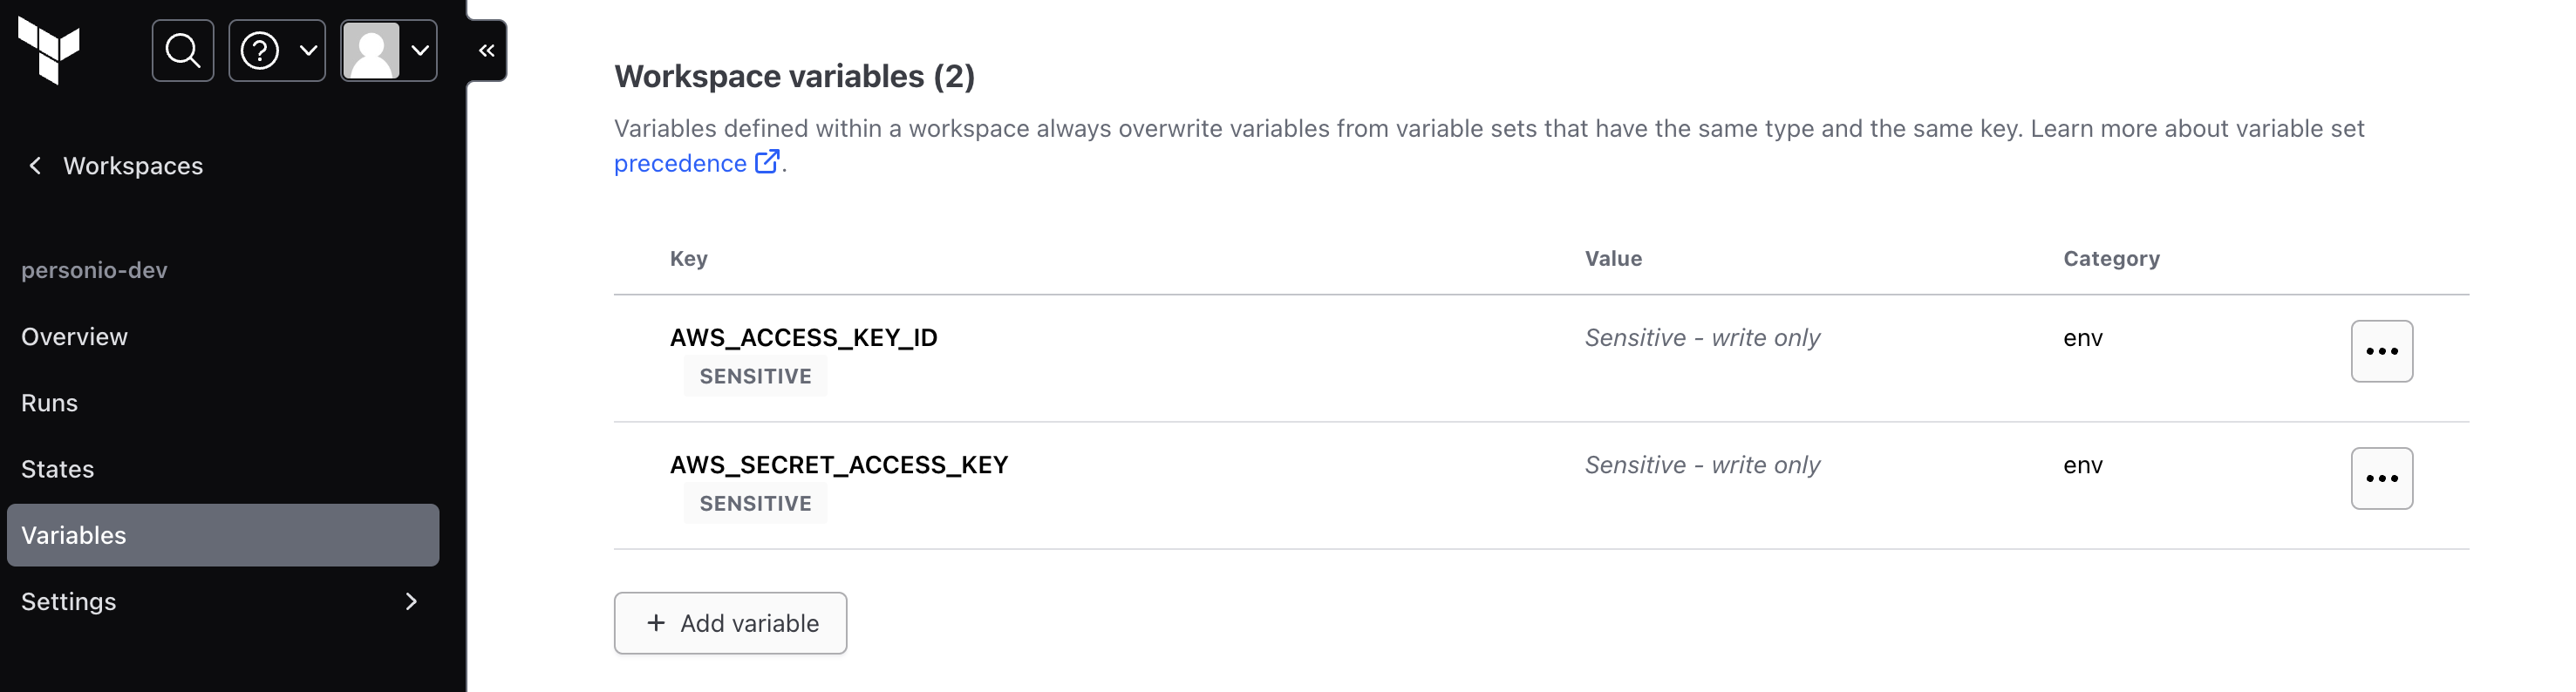 Workspaces
personio-dev
Overview
Runs
States
Variables
Settings
Workspace variables (2)
Variables defined within a workspace always overwrite variables from variable sets that have the same type and the same key. Learn more about variable set
precedence.
Key Value Category
AWS_ACCESS_KEY_ID Sensitive - write only env
SENSITIVE
AWS_SECRET_ACCESS_KEY Sensitive - write only env
SENSITIVE
+ Add variable